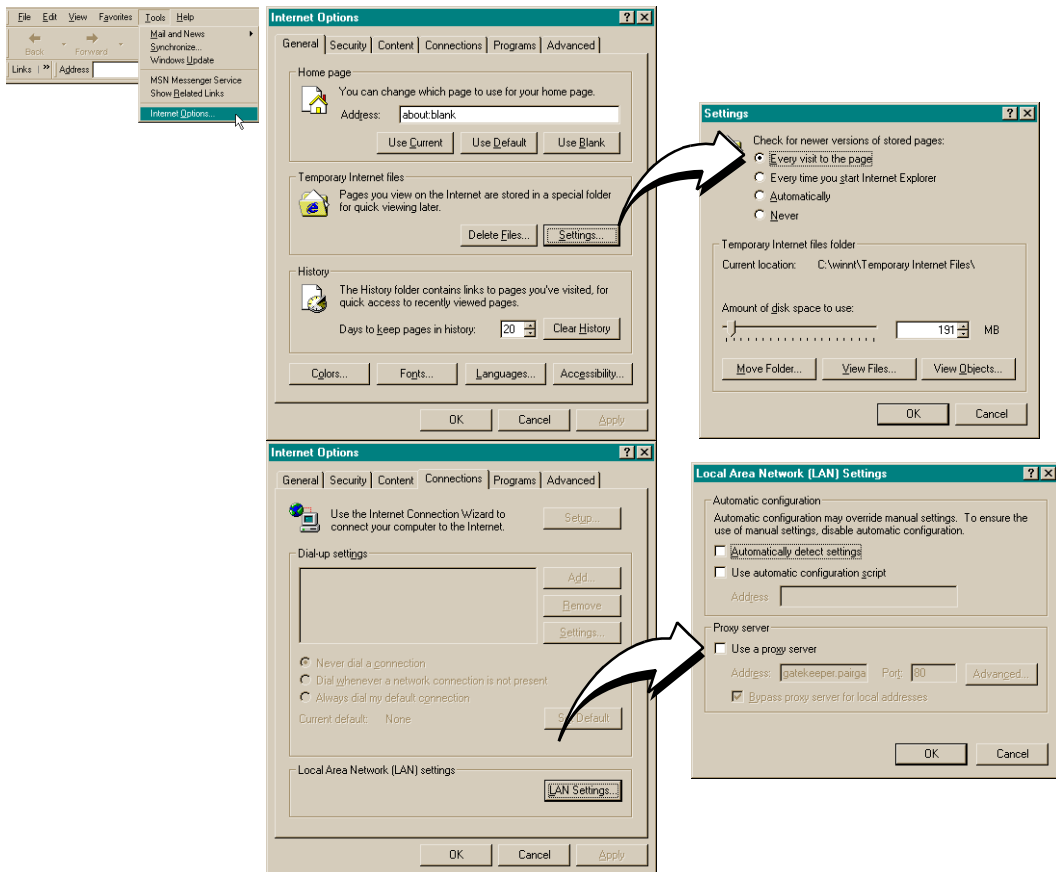 File Edit View Favorites Tools Help
Back Forward
Links » Address
Mail and News
Synchronize...
Windows Update
MSN Messenger Service
Show Related Links
Internet Options...
Internet Options
General Security Content Connections Programs Advanced
Home page
You can change which page to use for your home page.
Address: about:blank
Use Current Use Default Use Blank
Temporary Internet files
Pages you view on the Internet are stored in a special folder
for quick viewing later.
Delete Files... Settings...
History
The History folder contains links to pages you've visited, for
quick access to recently viewed pages.
Days to keep pages in history: 20 Clear History
Colors... Fonts... Languages... Accessibility...
OK Cancel Apply
Settings
Check for newer versions of stored pages:
Every visit to the page
Every time you start Internet Explorer
Automatically
Never
Temporary Internet files folder
Current location: C:\winnt\Temporary Internet Files\
Amount of disk space to use:
191 MB
Move Folder... View Files... View Objects...
OK Cancel
Internet Options
General Security Content Connections Programs Advanced
Use the Internet Connection Wizard to
connect your computer to the Internet.
Setup...
Dial-up settings
Add...
Remove
Settings...
Never dial a connection
Dial whenever a network connection is not present
Always dial my default connection
Current default: None Default
Local Area Network (LAN) settings
LAN Settings...
OK Cancel Apply
Local Area Network (LAN) Settings
Automatic configuration
Automatic configuration may override manual settings. To ensure the
use of manual settings, disable automatic configuration.
Automatically detect settings
Use automatic configuration script
Address
Proxy server
Use a proxy server
Address: gatekeeper.pairga Port: 80 Advanced...
Bypass proxy server for local addresses
OK Cancel